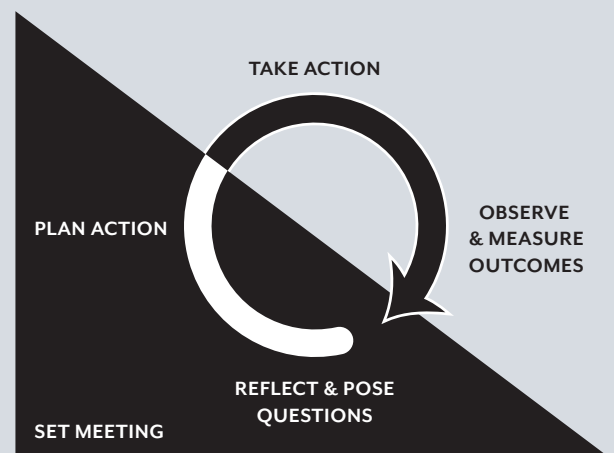 TAKE ACTION
PLAN ACTION
OBSERVE
& MEASURE
OUTCOMES
REFLECT & POSE
QUESTIONS
SET MEETING